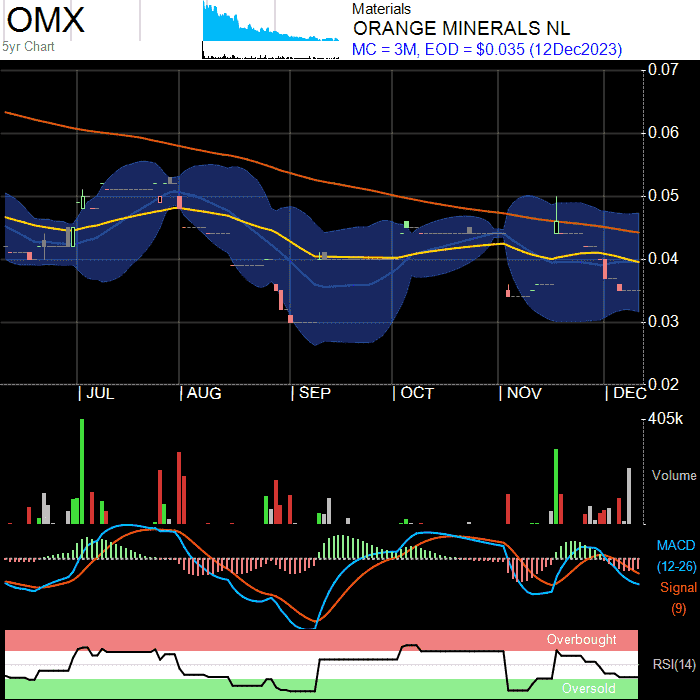 OMX
5yr Chart
Materials
ORANGE MINERALS NL
MC = 3M, EOD = $0.035 (12Dec2023)
0.07
0.06
0.05
0.04
0.03
0.02
JUL AUG SEP OCT NOV DEC
405k
Volume
MACD
(12-26)
Signal
(9)
Overbought
RSI(14)
Oversold